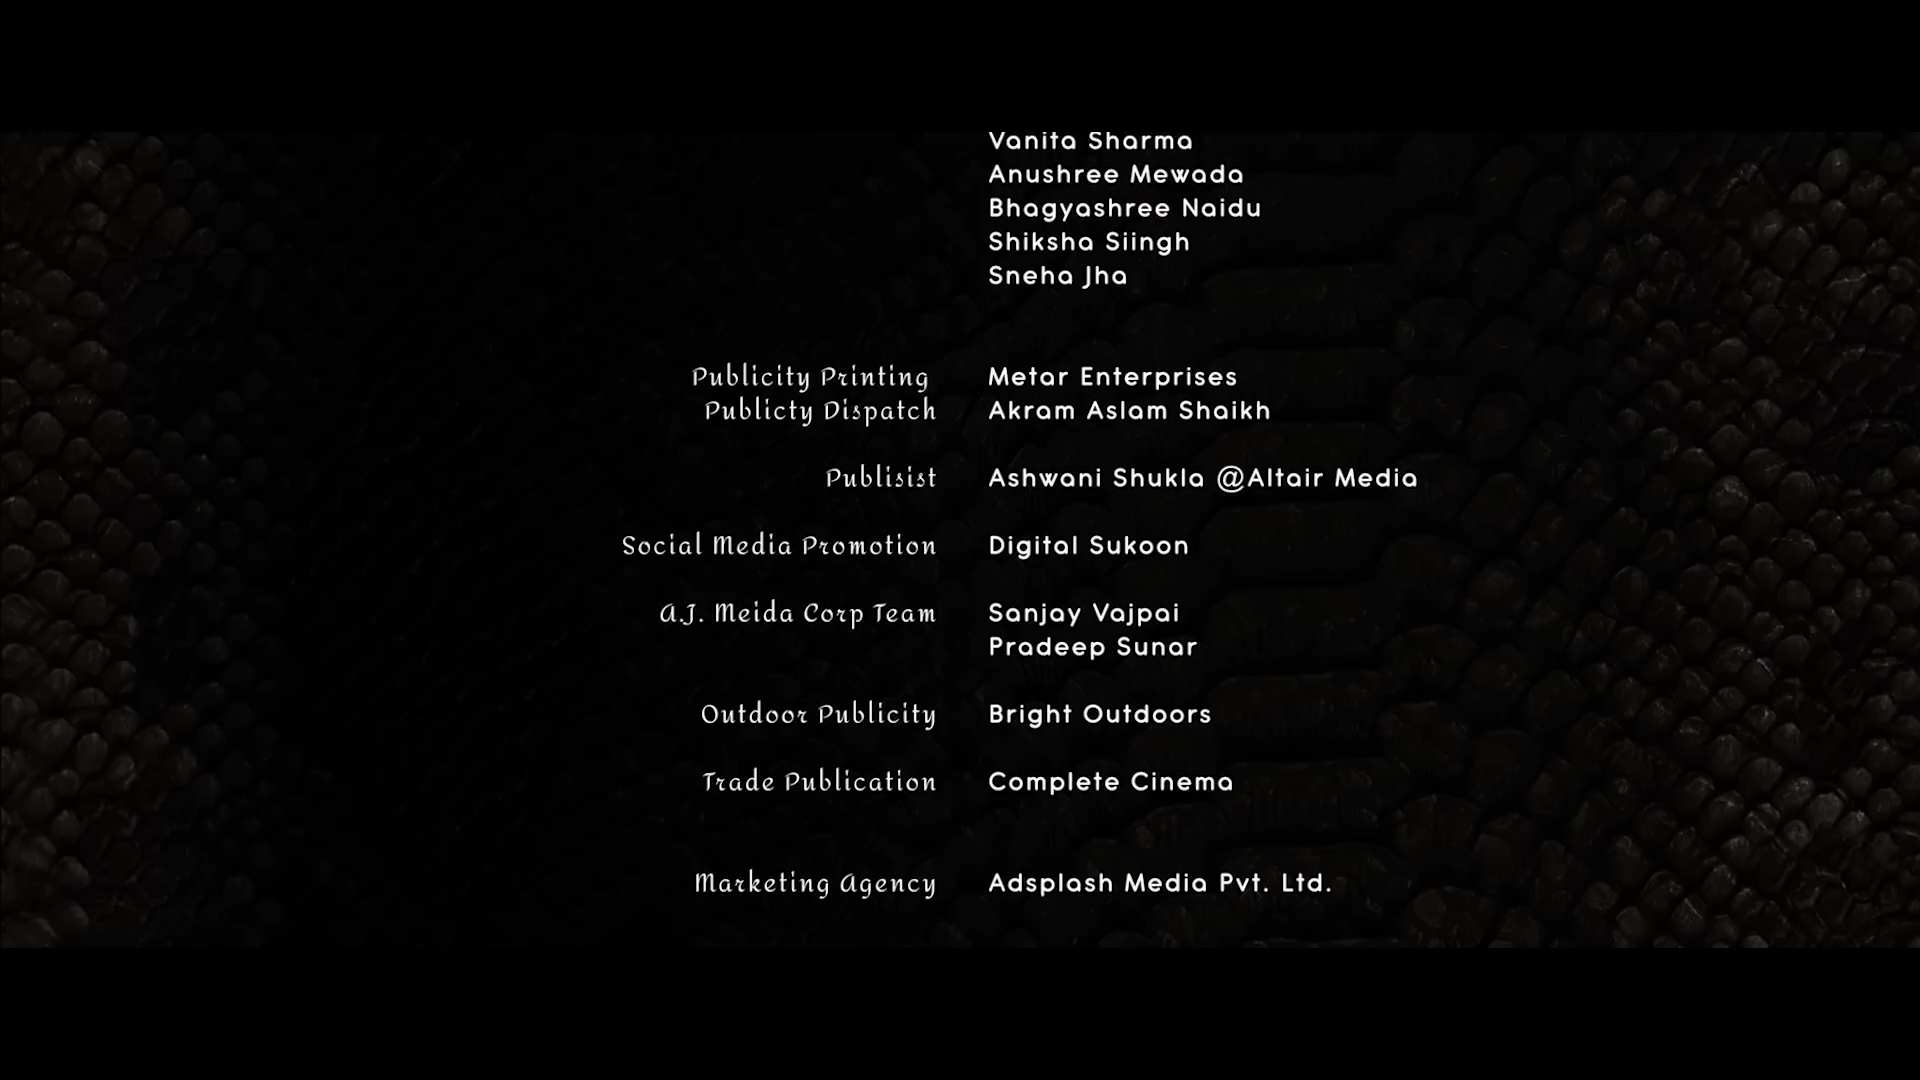 Vanita Sharma
Anushree Mewada
Bhagyashree Naidu
Shiksha Siingh
Sneha Jha
Publicity Printing Metar Enterprises
Publicty Dispatch Akram Aslam Shaikh
Publisist Ashwani Shukla @Altair Media
Social Media Promotion Digital Sukoon
A.J. Meida Corp Team Sanjay Vajpai
Pradeep Sunar
Outdoor Publicity Bright Outdoors
Trade Publication Complete Cinema
Marketing Agency Adsplash Media Pvt. Ltd.